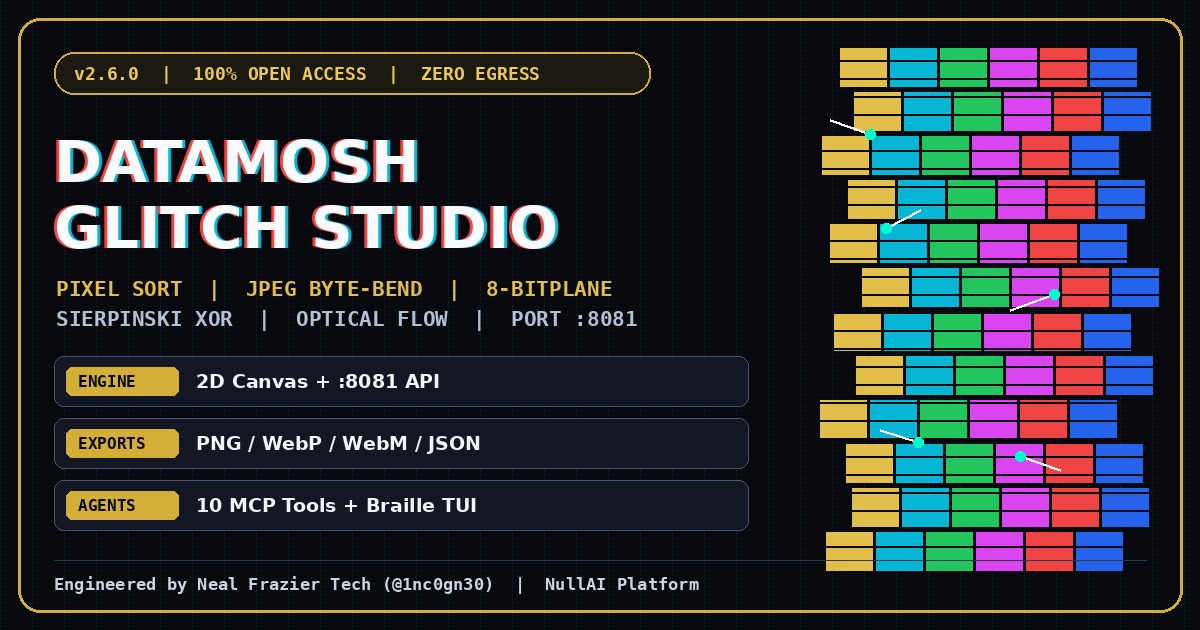 v2.6.0 | 100% OPEN ACCESS | ZERO EGRESS
DATAMOSH
GLITCH STUDIO
PIXEL SORT | JPEG BYTE-BEND | 8-BITPLANE
SIERPINSKI XOR | OPTICAL FLOW | PORT :8081
ENGINE 2D Canvas + :8081 API
EXPORTS PNG / WebP / WebM / JSON
AGENTS 10 MCP Tools + Braille TUI
Engineered by Neal Frazier Tech (@1nc0gn30) | NullAI Platform